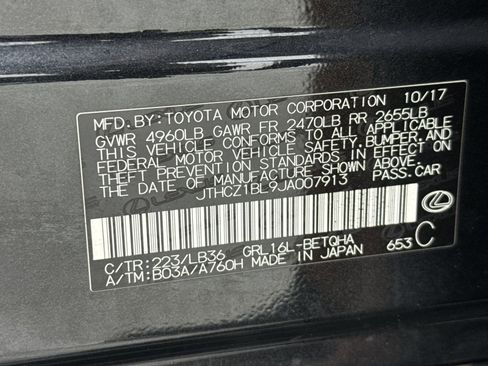 MFD.BY:TOYOTA MOTOR CORPORATION 10/17
GVWR 4960LB GAWR FR 2470LB RR 2655LB
THIS VEHICLE CONFORMS TO ALL APPLICABLE
FEDERAL MOTOR VEHICLE SAFETY,BUMPER,AND
THEFT PREVENTION STANDARDS IN EFFECT ON
THE DATE OF MANUFACTURE SHOWN ABOVE.
JTHCZ1BL9JA007913 PASS.CAR
C/TR:223/LB36 GRL16L-BETQHA
A/TM:B03A/A760H MADE IN JAPAN 653 C